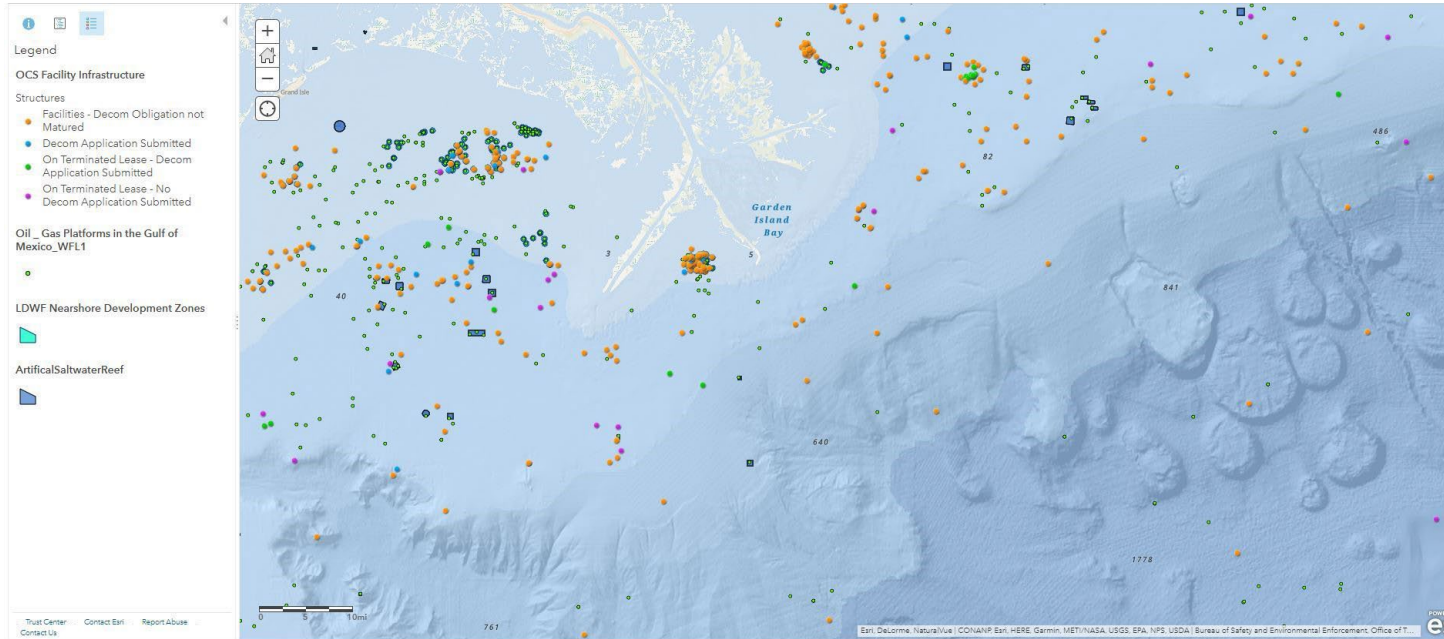 Legend
OCS Facility Infrastructure
Structures
Facilities - Decom Obligation not
Matured
Decom Application Submitted
On Terminated Lease - Decom
Application Submitted
On Terminated Lease - No
Decom Application Submitted
Oil _ Gas Platforms in the Gulf of
Mexico_WFL1
LDWF Nearshore Development Zones
ArtificalSaltwaterReef
Trust Center Contact Esri Report Abuse
Contact Us
Grand Isle
486
82
Garden
Island
Bay
3
5
40
841
640
1778
761
0 5 10mi
Esri, DeLorme, NaturalVue | CONANP, Esri, HERE, Garmin, METI/NASA, USGS, EPA, NPS, USDA | Bureau of Safety and Environmental Enforcement, Office of T...